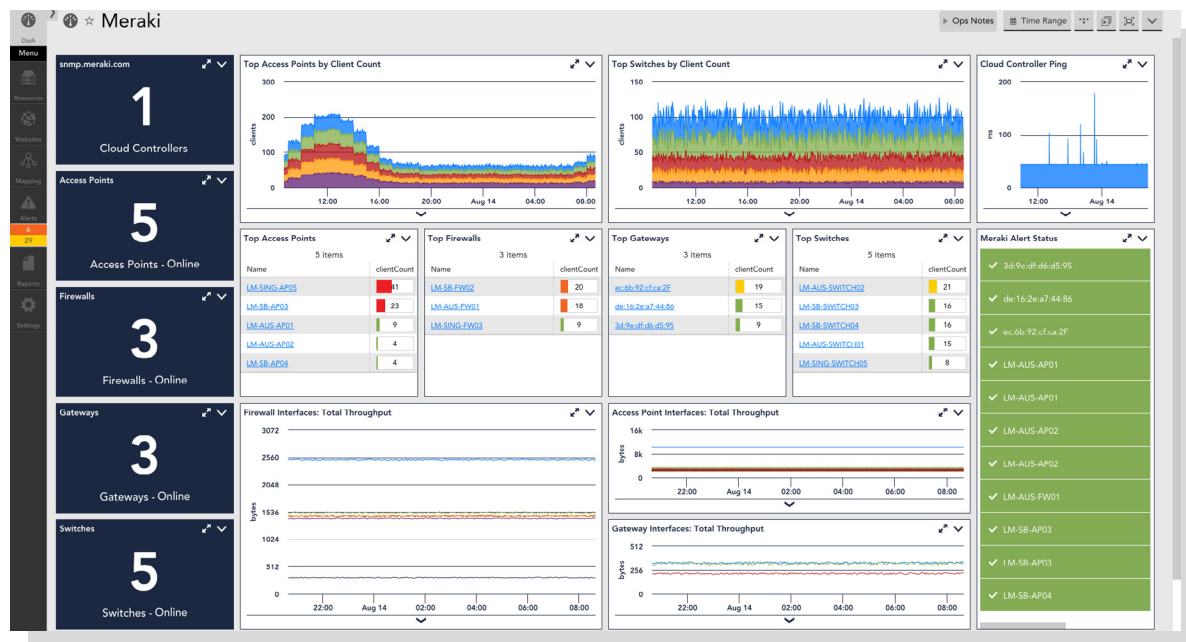 Dash
Menu
Resources
Websites
Mapping
Alerts
6
29
Reports
Settings
Meraki
Ops Notes
Time Range
snmp.meraki.com
1
Cloud Controllers
Access Points
5
Access Points - Online
Firewalls
3
Firewalls - Online
Gateways
3
Gateways - Online
Switches
5
Switches - Online
Top Access Points by Client Count
300
200
100
0
clients
12:00 16:00 20:00 Aug 14 04:00 08:00
Top Switches by Client Count
150
100
50
0
clients
12:00 16:00 20:00 Aug 14 04:00 08:00
Cloud Controller Ping
200
100
0
ms
12:00 Aug 14
Top Access Points
5 items
Name clientCount
LM-SING-AP05 41
LM-SB-AP03 23
LM-AUS-AP01 9
LM-AUS-AP02 4
LM-SB-AP04 4
Top Firewalls
3 items
Name clientCount
LM-SB-FW02 20
LM-AUS-FW01 18
LM-SING-FW03 9
Top Gateways
3 items
Name clientCount
ec:6b:92:cf:ca:2F 19
de:16:2e:a7:44:86 15
3d:9e:df:d6:d5:95 9
Top Switches
5 items
Name clientCount
LM-AUS-SWITCH02 21
LM-SB-SWITCH03 16
LM-SB-SWITCH04 16
LM-AUS-SWITCH01 15
LM-SING-SWITCH05 8
Meraki Alert Status
3d:9e:df:d6:d5:95
de:16:2e:a7:44:86
ec:6b:92:cf:ca:2F
LM-AUS-AP01
LM-AUS-AP01
LM-AUS-AP02
LM-AUS-AP02
LM-AUS-FW01
LM-SB-AP03
LM-SB-AP03
LM-SB-AP04
Firewall Interfaces: Total Throughput
3072
2560
2048
1536
1024
512
0
bytes
22:00 Aug 14 02:00 04:00 06:00 08:00
Access Point Interfaces: Total Throughput
16k
8k
0
bytes
22:00 Aug 14 02:00 04:00 06:00 08:00
Gateway Interfaces: Total Throughput
512
256
0
bytes
22:00 Aug 14 02:00 04:00 06:00 08:00